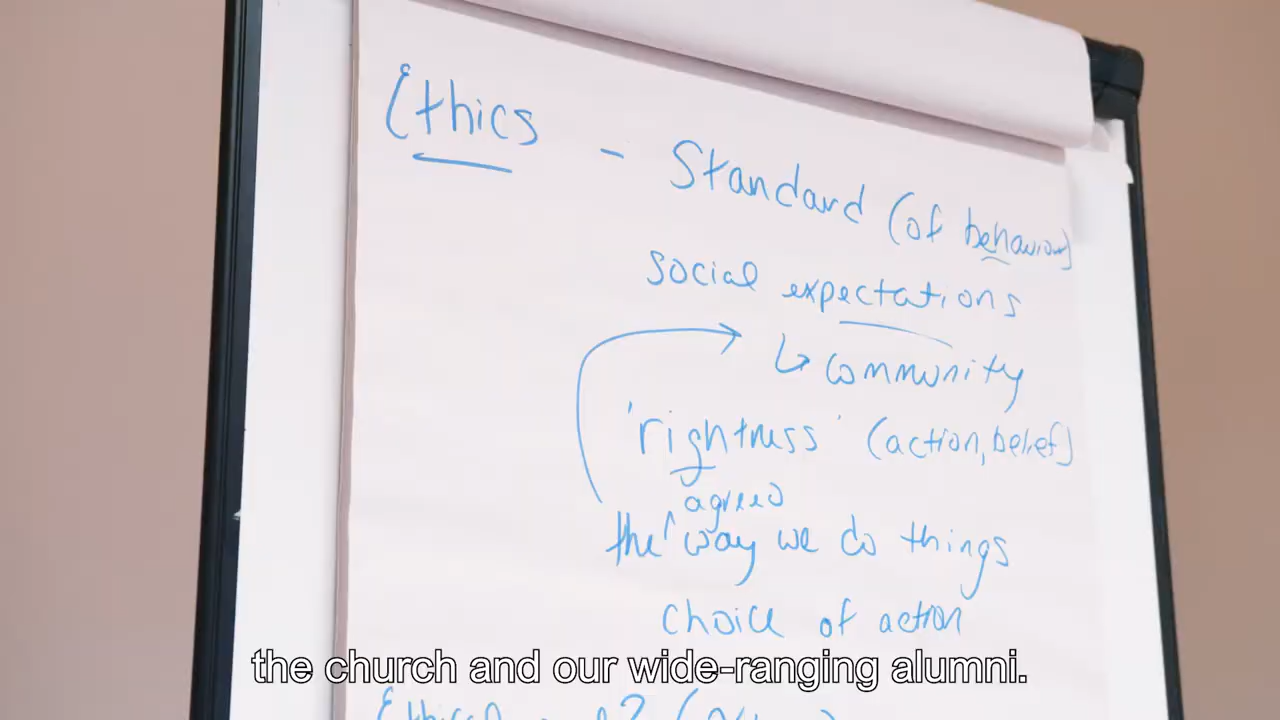 Ethics - Standard (of behaviour)
social expectations
↳ community
'rightness' (action, belief)
agreed
the way we do things
choice of action
the church and our wide-ranging alumni.
Ethical